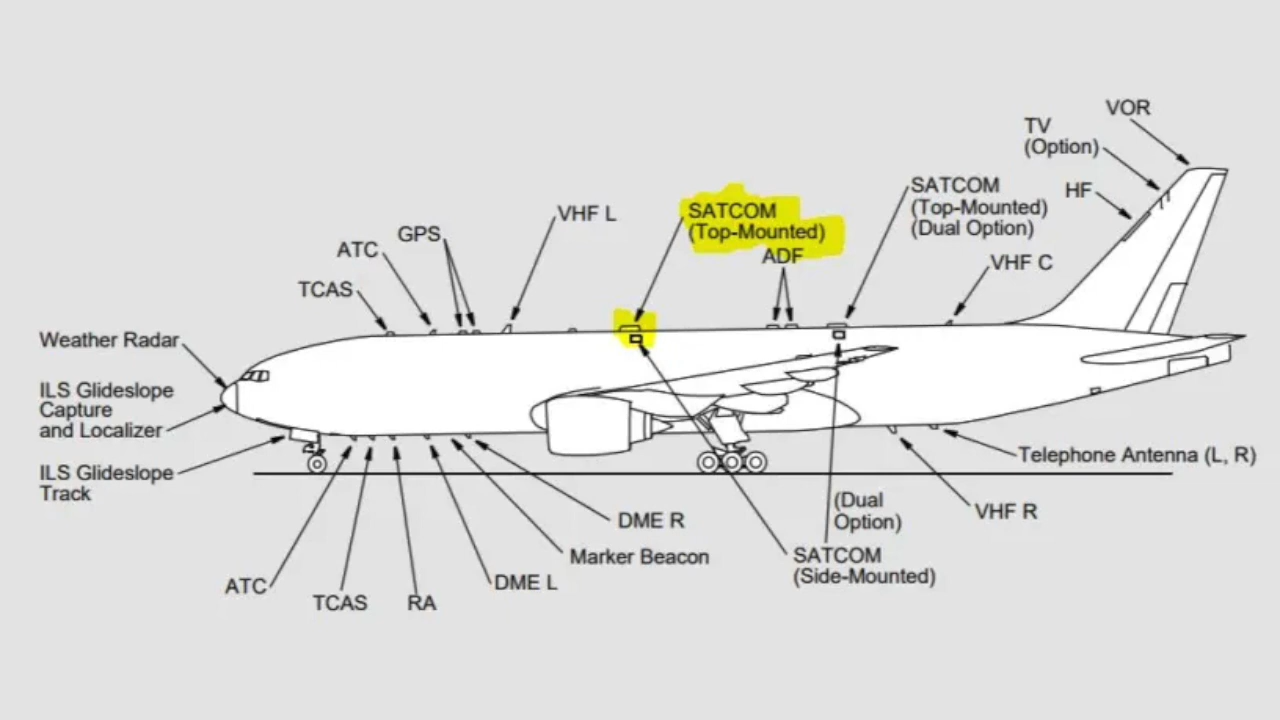 VOR
TV
(Option)
HF
SATCOM
(Top-Mounted)
(Dual Option)
VHF C
SATCOM
(Top-Mounted)
ADF
VHF L
GPS
ATC
TCAS
Weather Radar
ILS Glideslope
Capture
and Localizer
ILS Glideslope
Track
ATC
TCAS
RA
DME L
Marker Beacon
DME R
(Dual
Option)
SATCOM
(Side-Mounted)
VHF R
Telephone Antenna (L, R)